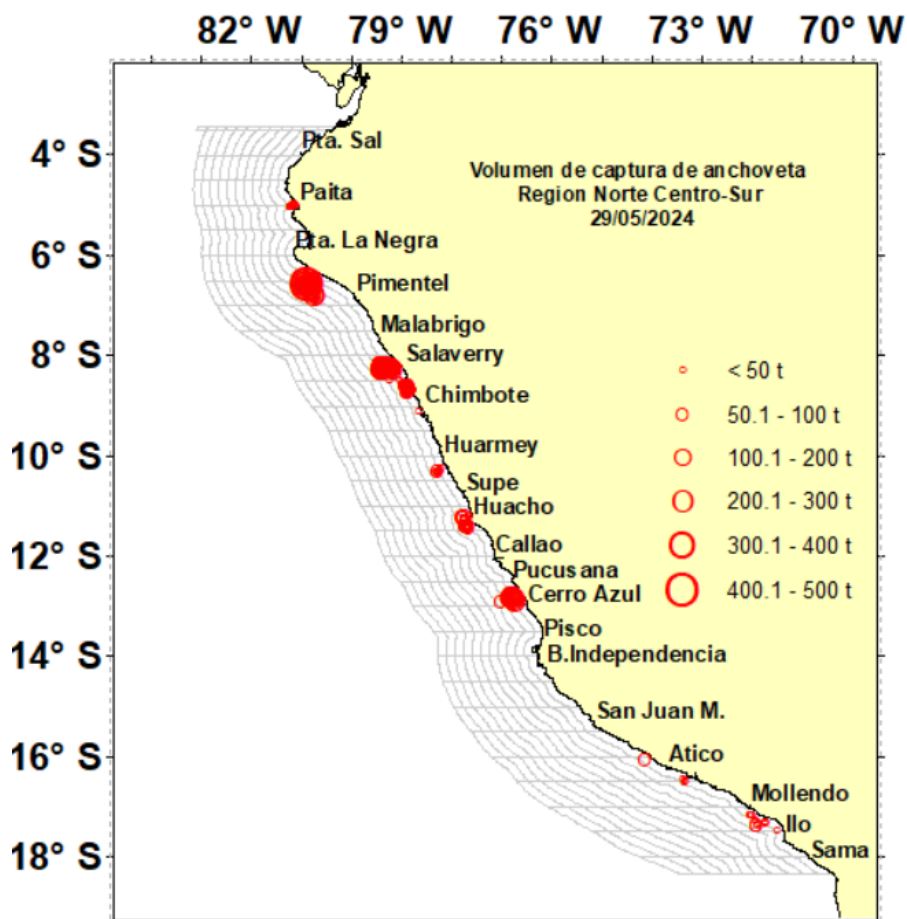 82° W 79° W 76° W 73° W 70° W
4° S
6° S
8° S
10° S
12° S
14° S
16° S
18° S
Volumen de captura de anchoveta
Region Norte Centro-Sur
29/05/2024
Pta. Sal
Paita
Pta. La Negra
Pimentel
Malabrigo
Salaverry
Chimbote
Huarmey
Supe
Huacho
Callao
Pucusana
Cerro Azul
Pisco
B.Independencia
San Juan M.
Atico
Mollendo
Ilo
Sama
< 50 t
50.1 - 100 t
100.1 - 200 t
200.1 - 300 t
300.1 - 400 t
400.1 - 500 t